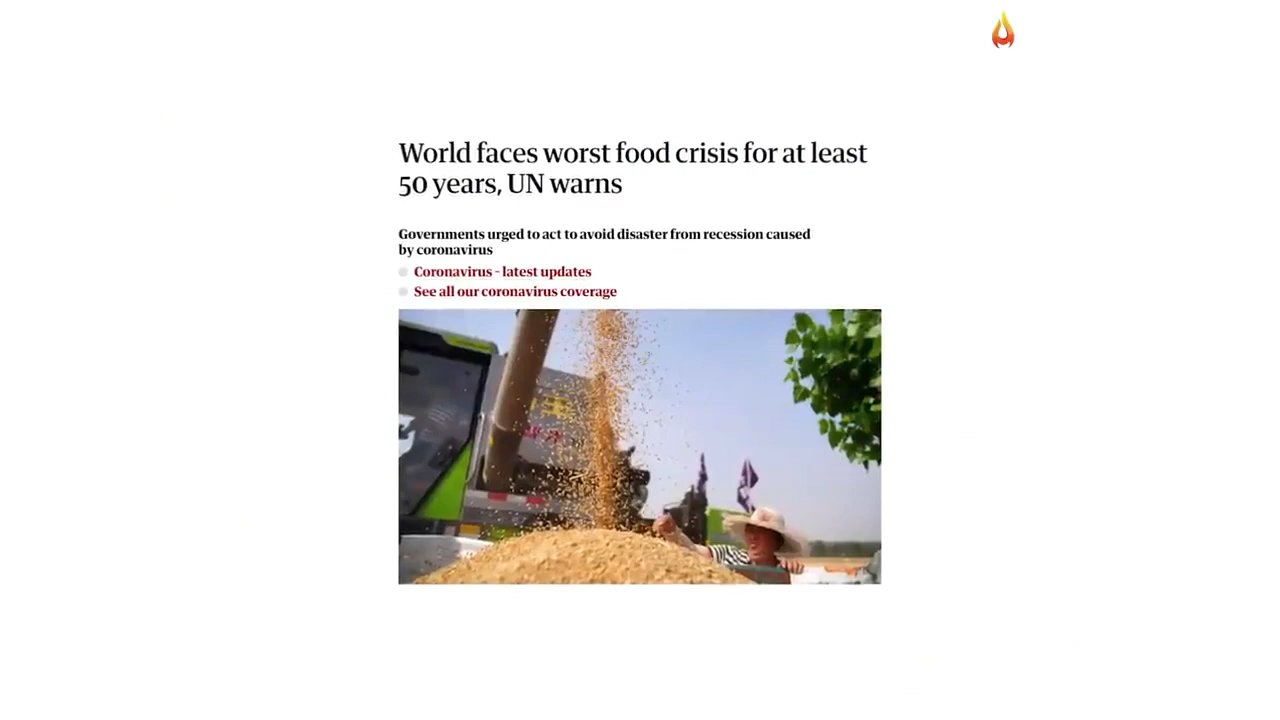 World faces worst food crisis for at least
50 years, UN warns
Governments urged to act to avoid disaster from recession caused
by coronavirus
Coronavirus - latest updates
See all our coronavirus coverage